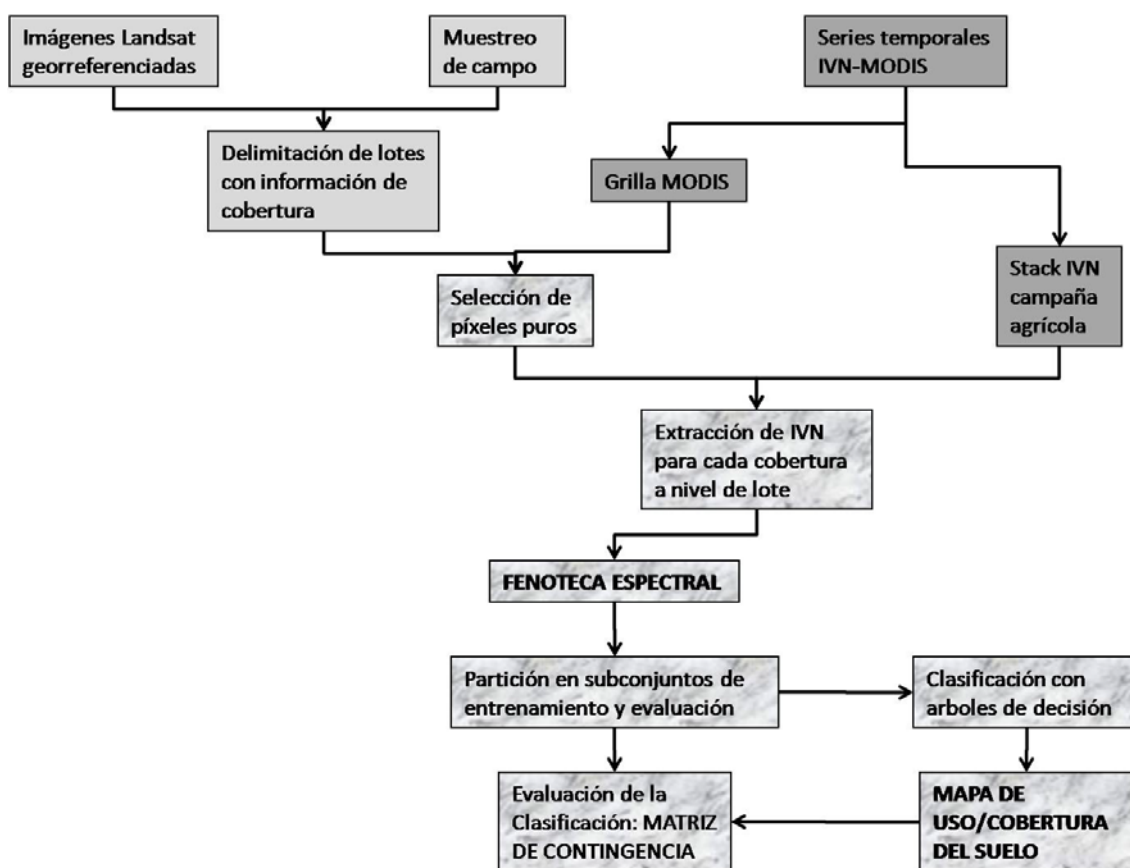 Imágenes Landsat
georreferenciadas
Muestreo
de campo
Series temporales
IVN-MODIS
Delimitación de lotes
con información de
cobertura
Grilla MODIS
Selección de
píxeles puros
Stack IVN
campaña
agrícola
Extracción de IVN
para cada cobertura
a nivel de lote
FENOTECA ESPECTRAL
Partición en subconjuntos de
entrenamiento y evaluación
Clasificación con
arboles de decisión
Evaluación de la
Clasificación: MATRIZ
DE CONTINGENCIA
MAPA DE
USO/COBERTURA
DEL SUELO